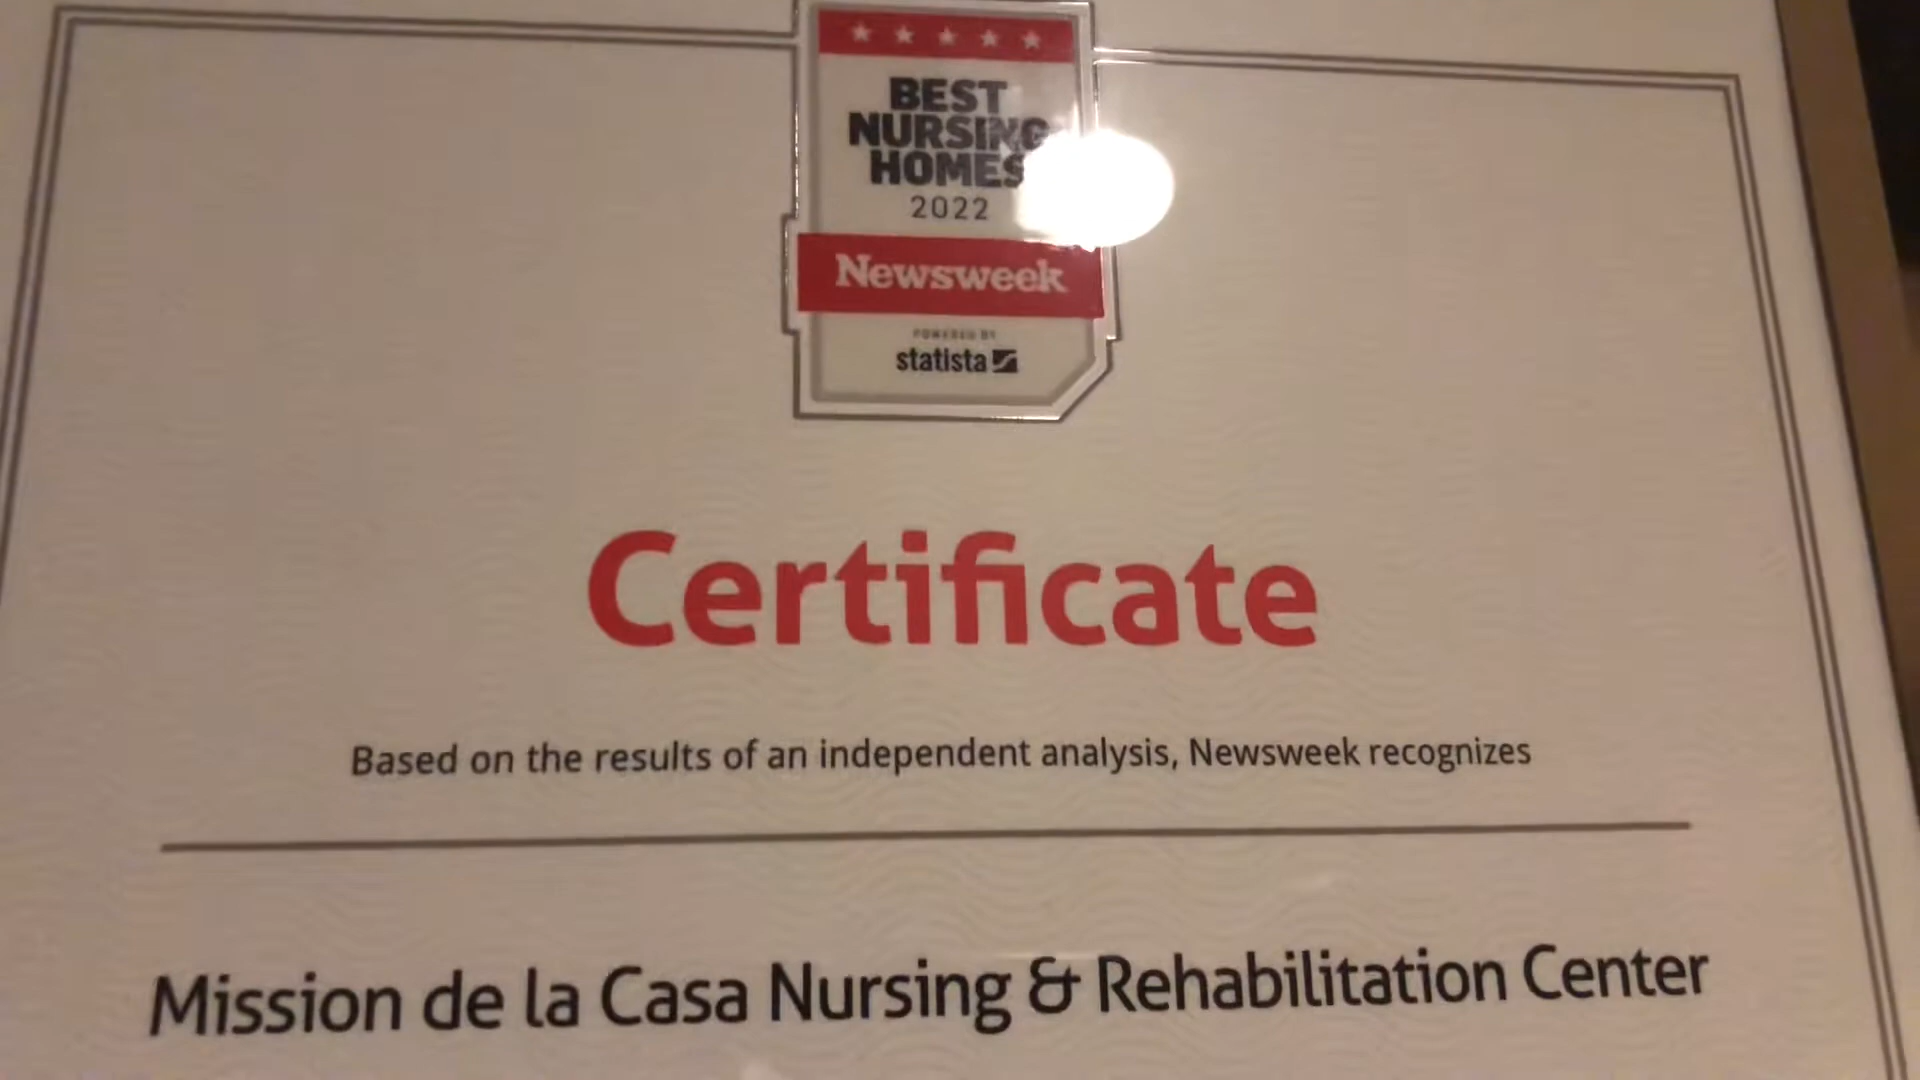 BEST
NURSING
HOMES
2022
Newsweek
POWERED BY
statista
Certificate
Based on the results of an independent analysis, Newsweek recognizes
Mission de la Casa Nursing & Rehabilitation Center